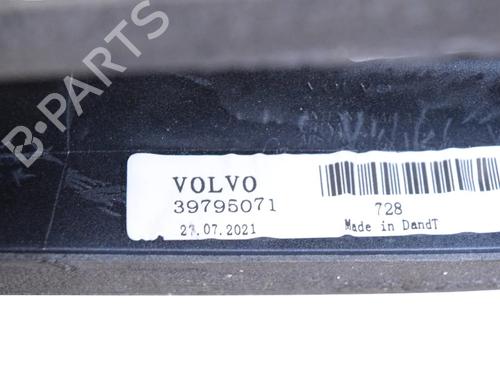 B-PARTS
VOLVO
39795071
728
27.07.2021
Made in DandT